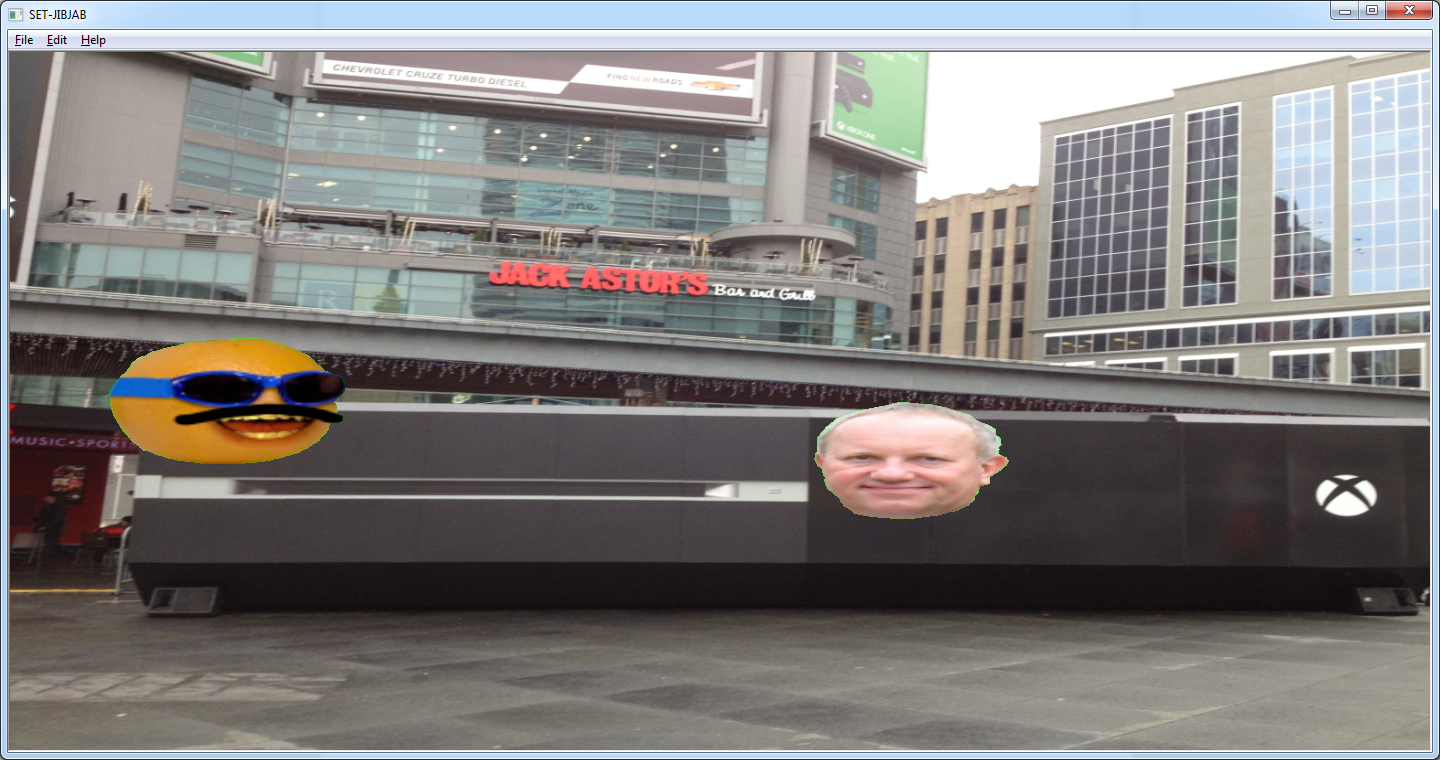 SET-JIBJAB
File Edit Help
CHEVROLET CRUZE TURBO DIESEL
FIND NEW ROADS
XBOX ONE
Zone
JACK ASTOR'S Bar and Grill
MUSIC•SPORT